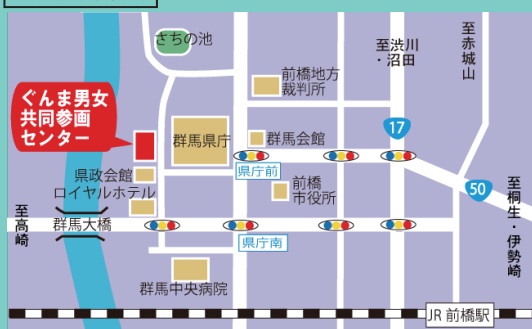 さちの池
至渋川
・沼田
至赤城山
前橋地方
裁判所
ぐんま男女
共同参画
センター
群馬県庁
群馬会館
17
県庁前
県政会館
ロイヤルホテル
前橋
市役所
50
至桐生・伊勢崎
至高崎
群馬大橋
県庁南
群馬中央病院
JR 前橋駅